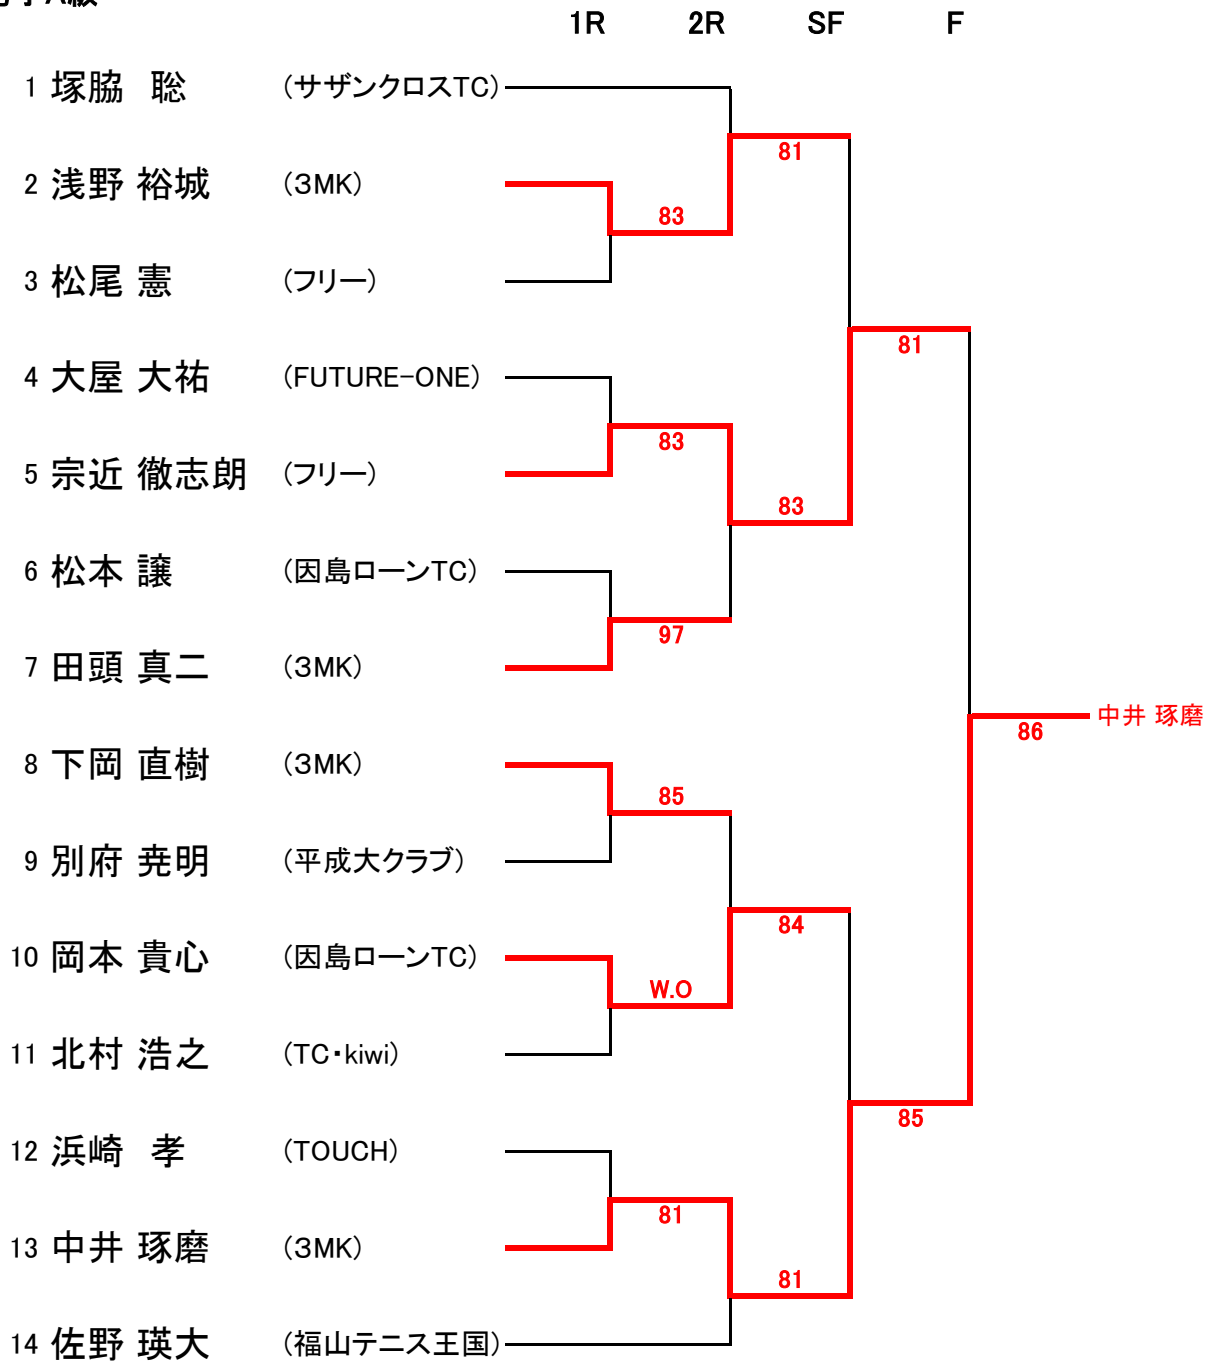 1R 2R SF F
1 塚脇 聡 (サザンクロスTC)
81
2 浅野 裕城 (3MK)
83
3 松尾 憲 (フリー)
81
4 大屋 大祐 (FUTURE-ONE)
83
5 宗近 徹志朗 (フリー)
83
6 松本 譲 (因島ローンTC)
97
7 田頭 真二 (3MK)
中井 琢磨
86
8 下岡 直樹 (3MK)
85
9 別府 尭明 (平成大クラブ)
84
10 岡本 貴心 (因島ローンTC)
W.O
11 北村 浩之 (TC・kiwi)
85
12 浜崎 孝 (TOUCH)
81
13 中井 琢磨 (3MK)
81
14 佐野 瑛大 (福山テニス王国)